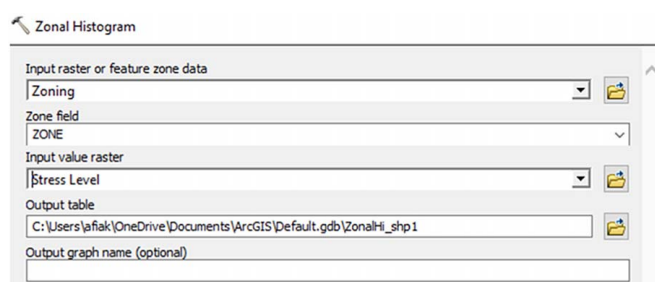 Zonal Histogram
Input raster or feature zone data
Zoning
Zone field
ZONE
Input value raster
Stress Level
Output table
C:\Users\afiak\OneDrive\Documents\ArcGIS\Default.gdb\ZonalHi_shp1
Output graph name (optional)